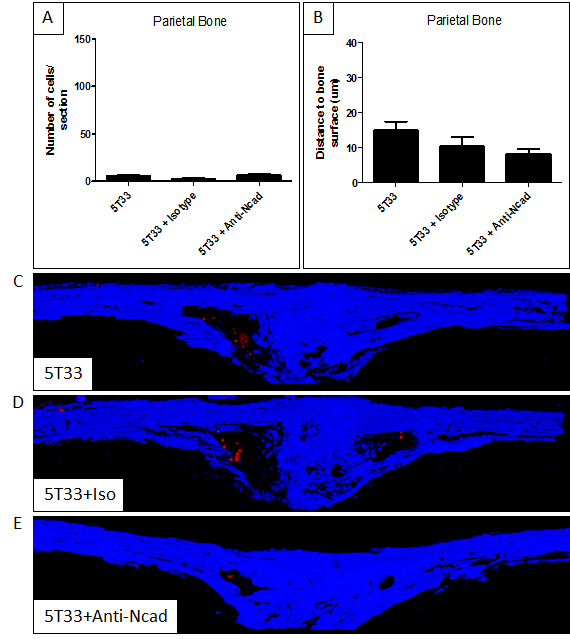 A
Parietal Bone
Number of cells/
section
150
100
50
0
5T33
5T33 + Isotype
5T33 + Anti-Ncad
B
Parietal Bone
Distance to bone
surface (um)
40
30
20
10
0
5T33
5T33 + Isotype
5T33 + Anti-Ncad
C
5T33
D
5T33+Iso
E
5T33+Anti-Ncad